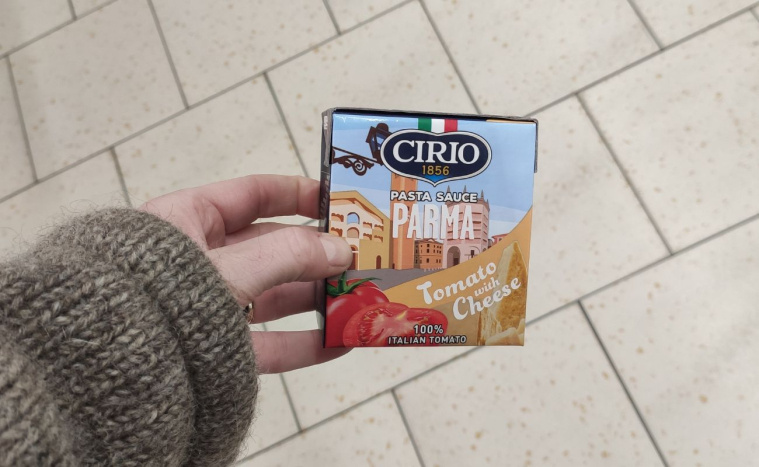 CIRIO
1856
PASTA SAUCE
PARMA
Tomato
with
Cheese
100%
ITALIAN TOMATO